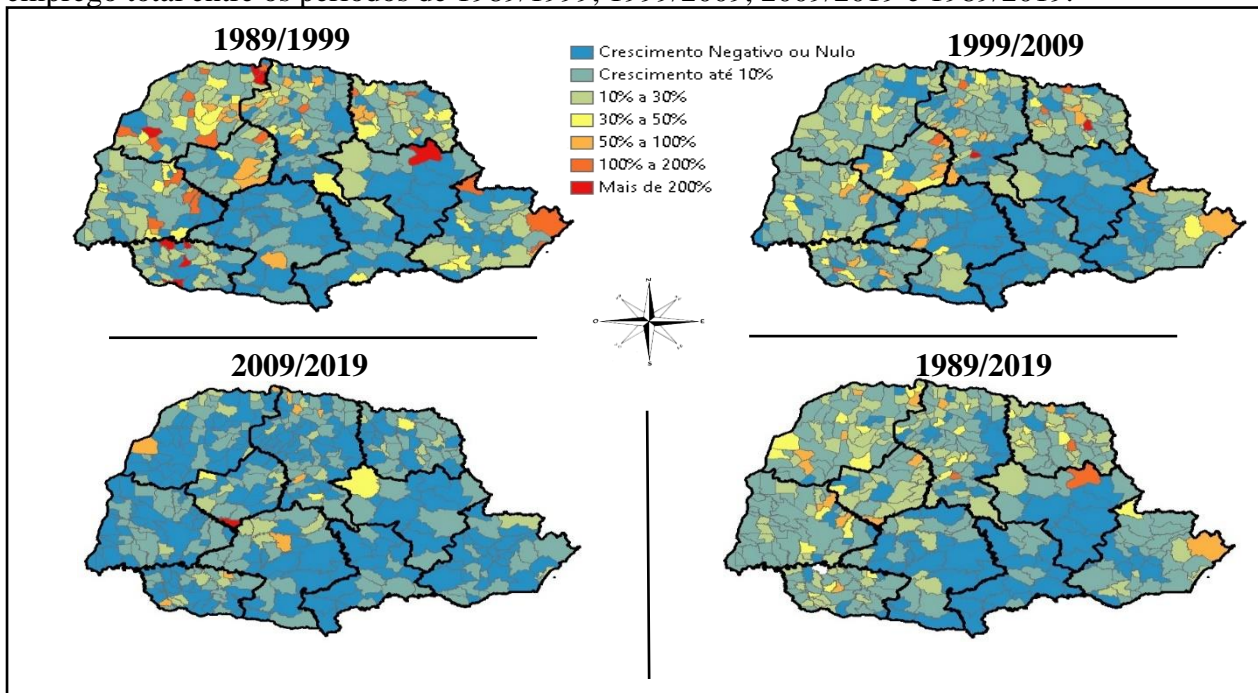 emprego total entre os períodos de 1989/1999, 1999/2009, 2009/2019 e 1989/2019.
1989/1999
Crescimento Negativo ou Nulo
Crescimento até 10%
10% a 30%
30% a 50%
50% a 100%
100% a 200%
Mais de 200%
1999/2009
N
O
E
S
2009/2019
1989/2019